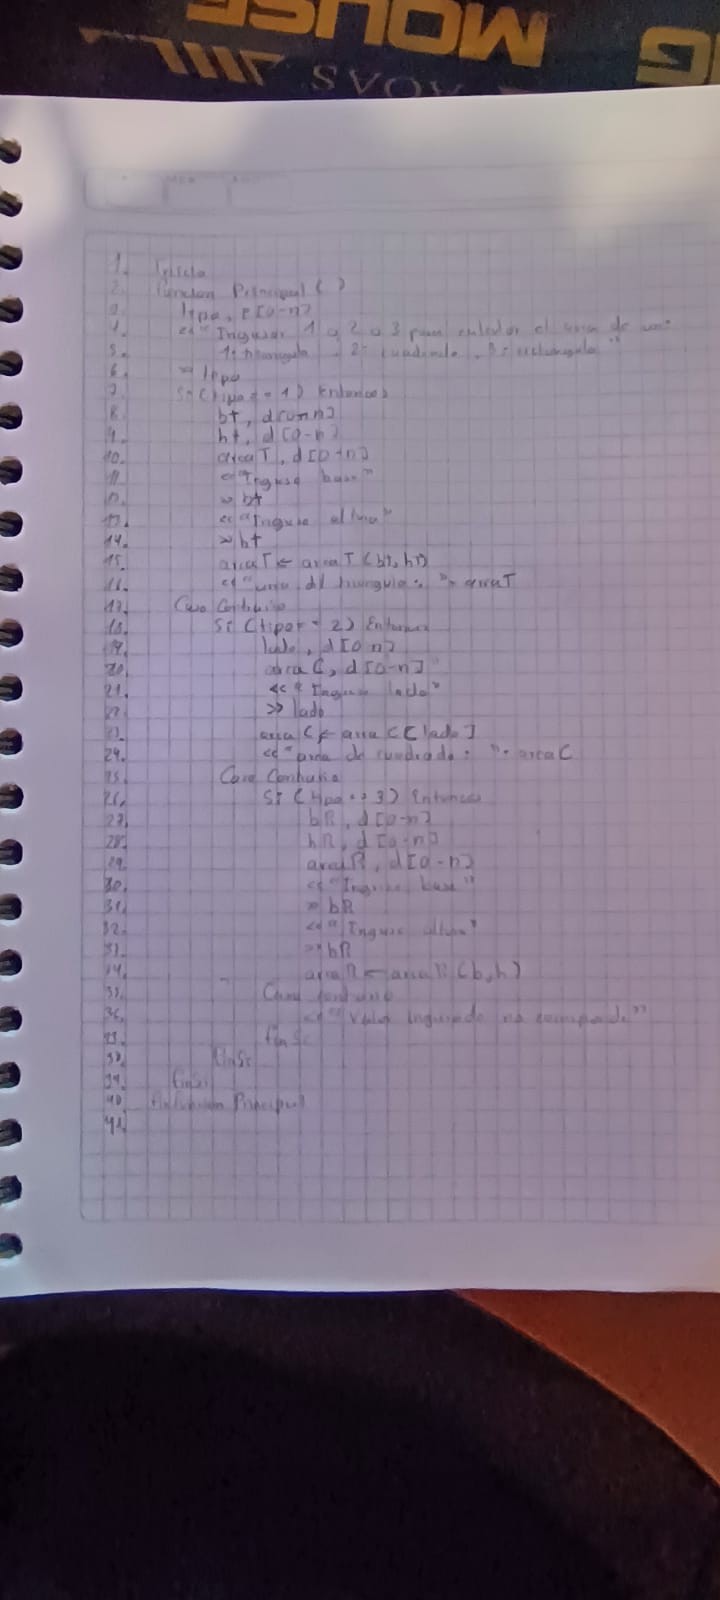 MOUSE
G
1. Inicio
2. Funcion Principal ( )
3. tipo, e[0-n]
4. << "Ingresar 1 o 2 o 3 para calcular el area de un:
5. 1= triangulo, 2= cuadrado, 3= rectangulo"
6. >> tipo
7. Si (tipo == 1) Entonces
8. bt, d[0-n]
9. ht, d[0-n]
10. areaT, d[0-n]
11. << "Ingrese base"
12. >> bt
13. << "Ingrese altura"
14. >> ht
15. areaT ← areaT (bt, ht)
16. << "area del triangulo: " areaT
17. Caso Contrario
18. Si (tipo == 2) Entonces
19. lado, d[0-n]
20. areaC, d[0-n]
21. << "Ingrese lado"
22. >> lado
23. areaC ← areaC [lado]
24. << "area de cuadrado: " areaC
25. Caso Contrario
26. Si (tipo == 3) Entonces
27. bR, d[0-n]
28. hR, d[0-n]
29. areaR, d[0-n]
30. << "Ingrese base"
31. >> bR
32. << "Ingrese altura"
33. >> hR
34. areaR ← areaR (b, h)
35. Caso Contrario
36. << "Valor ingresado no corresponde"
37. FinSi
38. FinSi
39. FinSi
40. FinFuncion Principal
41.